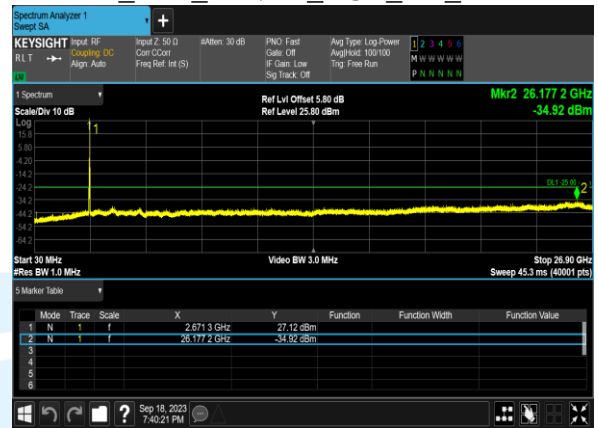 Spectrum Analyzer 1
Swept SA
KEYSIGHT Input: RF Input Z: 50 Ω #Atten: 30 dB PNO: Fast Avg Type: Log-Power 1 2 3 4 5 6
RLT Coupling: DC Corr CCorr Gate: Off Avg|Hold: 100/100 M W W W W W
Align: Auto Freq Ref: Int (S) IF Gain: Low Trig: Free Run
Sig Track: Off P N N N N N
LV
1 Spectrum Ref Lvl Offset 5.80 dB Mkr2 26.177 2 GHz
Scale/Div 10 dB Ref Level 25.80 dBm -34.92 dBm
Log
15.8 1
5.80
-4.20
-14.2
-24.2 DL1 -25.00 2
-34.2
-44.2
-54.2
-64.2
Start 30 MHz Video BW 3.0 MHz Stop 26.90 GHz
#Res BW 1.0 MHz Sweep 45.3 ms (40001 pts)
5 Marker Table
Mode Trace Scale X Y Function Function Width Function Value
1 N 1 f 2.671 3 GHz 27.12 dBm
2 N 1 f 26.177 2 GHz -34.92 dBm
3
4
5
6
? Sep 18, 2023
7:40:21 PM